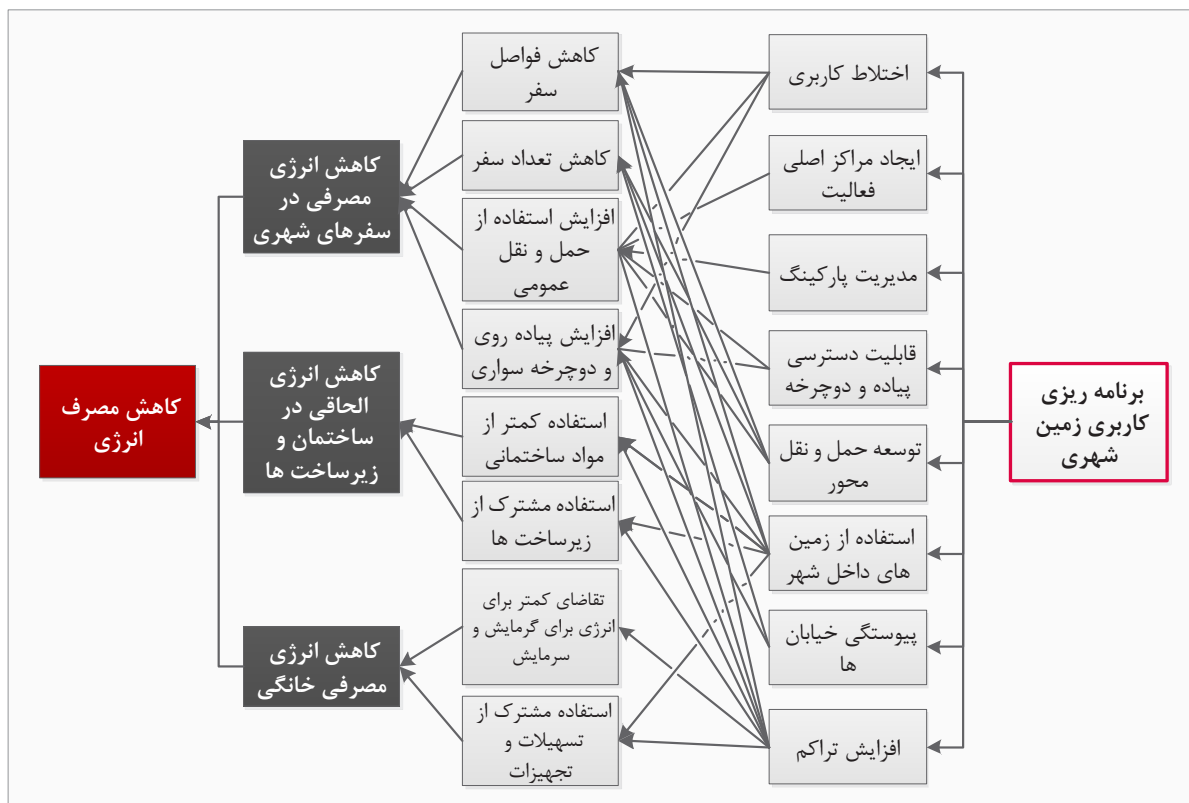 برنامه ریزی
کاربری زمین
شهری
اختلاط کاربری
ایجاد مراکز اصلی
فعالیت
مدیریت پارکینگ
قابلیت دسترسی
پیاده و دوچرخه
توسعه حمل و نقل
محور
استفاده از زمین
های داخل شهر
پیوستگی خیابان
ها
افزایش تراکم
کاهش فواصل
سفر
کاهش تعداد سفر
افزایش استفاده از
حمل و نقل
عمومی
افزایش پیاده روی
و دوچرخه سواری
استفاده کمتر از
مواد ساختمانی
استفاده مشترک از
زیرساخت ها
تقاضای کمتر برای
انرژی برای گرمایش و
سرمایش
استفاده مشترک از
تسهیلات و
تجهیزات
کاهش انرژی
مصرفی در
سفرهای شهری
کاهش انرژی
الحاقی در
ساختمان و
زیرساخت ها
کاهش انرژی
مصرفی خانگی
کاهش مصرف
انرژی